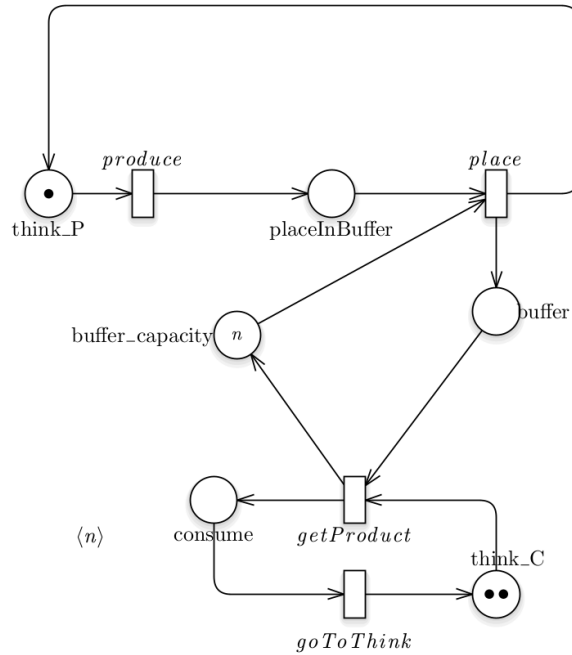 produce
place
think_P
placeInBuffer
buffer
buffer_capacity
n
consume
getProduct
⟨n⟩
think_C
goToThink